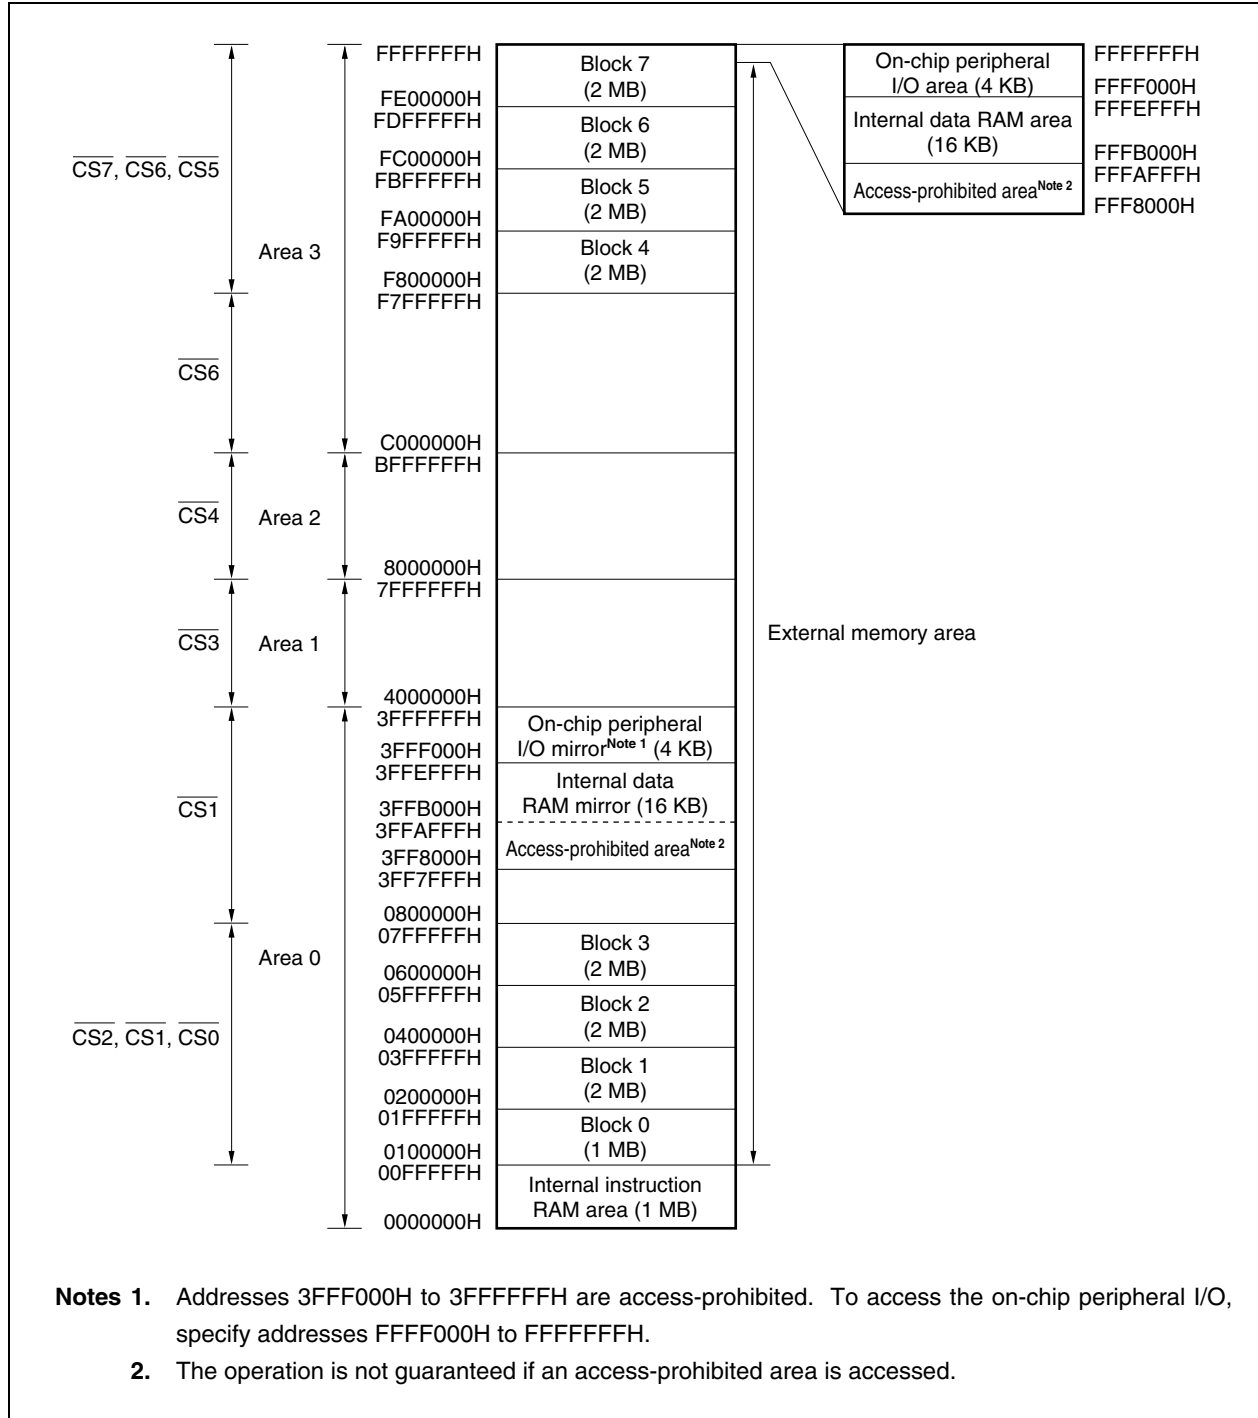 FFFFFFFH
Block 7
(2 MB)
FE00000H
FDFFFFFH
Block 6
(2 MB)
CS7, CS6, CS5
FC00000H
FBFFFFFH
Block 5
(2 MB)
FA00000H
F9FFFFFH
Area 3
Block 4
(2 MB)
F800000H
F7FFFFFH
CS6
C000000H
BFFFFFFH
CS4
Area 2
8000000H
7FFFFFFH
CS3
Area 1
4000000H
3FFFFFFH
On-chip peripheral
I/O mirrorNote 1 (4 KB)
3FFF000H
3FFEFFFH
Internal data
RAM mirror (16 KB)
CS1
3FFB000H
3FFAFFFH
Access-prohibited areaNote 2
3FF8000H
3FF7FFFH
0800000H
07FFFFFH
Area 0
Block 3
(2 MB)
0600000H
05FFFFFH
Block 2
(2 MB)
CS2, CS1, CS0
0400000H
03FFFFFH
Block 1
(2 MB)
0200000H
01FFFFFH
Block 0
(1 MB)
0100000H
00FFFFFH
Internal instruction
RAM area (1 MB)
0000000H
External memory area
On-chip peripheral
I/O area (4 KB)
FFFFFFFH
FFFF000H
FFFEFFFH
Internal data RAM area
(16 KB)
FFFB000H
FFFAFFFH
Access-prohibited areaNote 2
FFF8000H
Notes 1. Addresses 3FFF000H to 3FFFFFFH are access-prohibited. To access the on-chip peripheral I/O,
specify addresses FFFF000H to FFFFFFFH.
2. The operation is not guaranteed if an access-prohibited area is accessed.